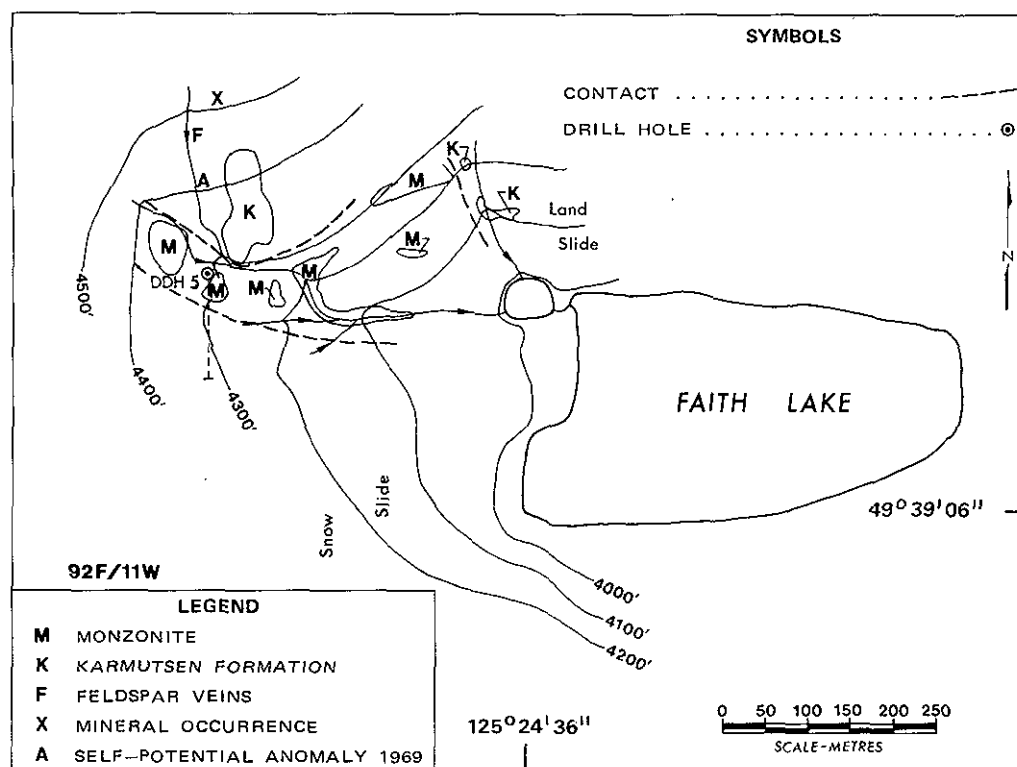 SYMBOLS
CONTACT
DRILL HOLE
X
F
K
M
A
K
K
Land
Slide
N
M
M
M
DDH 5
M
M
4500'
4400'
4300'
FAITH LAKE
Snow
Slide
49° 39' 06"
92F/11W
4000'
4100'
4200'
LEGEND
M MONZONITE
K KARMUTSEN FORMATION
F FELDSPAR VEINS
X MINERAL OCCURRENCE
A SELF-POTENTIAL ANOMALY 1969
125° 24' 36"
0 50 100 150 200 250
SCALE-METRES